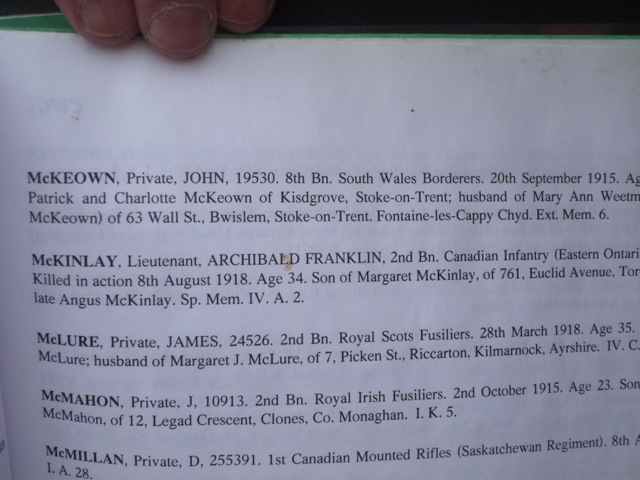 McKEOWN, Private, JOHN, 19530. 8th Bn. South Wales Borderers. 20th September 1915. Ag
Patrick and Charlotte McKeown of Kisdgrove, Stoke-on-Trent; husband of Mary Ann Weetm
McKeown) of 63 Wall St., Bwislem, Stoke-on-Trent. Fontaine-les-Cappy Chyd. Ext. Mem. 6.
McKINLAY, Lieutenant, ARCHIBALD FRANKLIN, 2nd Bn. Canadian Infantry (Eastern Ontari
Killed in action 8th August 1918. Age 34. Son of Margaret McKinlay, of 761, Euclid Avenue, Tor
late Angus McKinlay. Sp. Mem. IV. A. 2.
McLURE, Private, JAMES, 24526. 2nd Bn. Royal Scots Fusiliers. 28th March 1918. Age 35.
McLure; husband of Margaret J. McLure, of 7, Picken St., Riccarton, Kilmarnock, Ayrshire. IV. C.
McMAHON, Private, J, 10913. 2nd Bn. Royal Irish Fusiliers. 2nd October 1915. Age 23. Son
McMahon, of 12, Legad Crescent, Clones, Co. Monaghan. I. K. 5.
McMILLAN, Private, D, 255391. 1st Canadian Mounted Rifles (Saskatchewan Regiment). 8th A
I. A. 28.